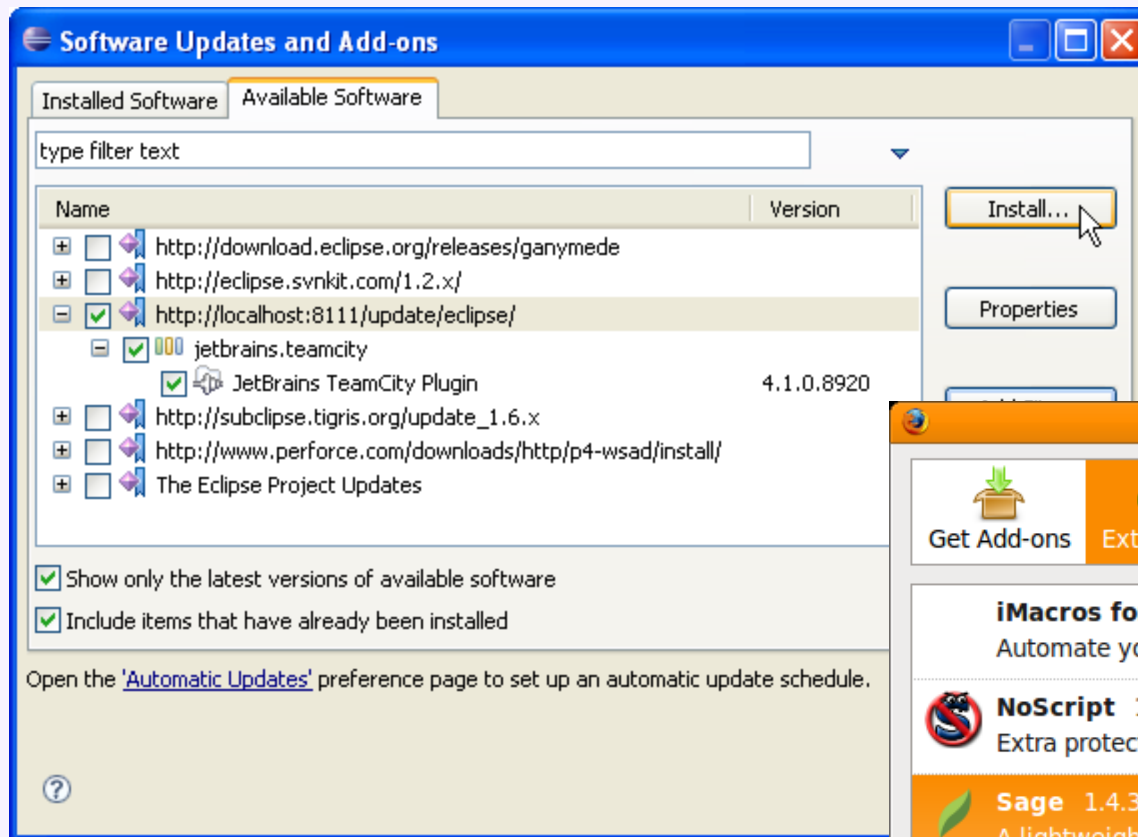 Software Updates and Add-ons
Installed Software
Available Software
type filter text
Name
Version
Install...
http://download.eclipse.org/releases/ganymede
http://eclipse.svnkit.com/1.2.x/
http://localhost:8111/update/eclipse/
Properties
jetbrains.teamcity
JetBrains TeamCity Plugin 4.1.0.8920
http://subclipse.tigris.org/update_1.6.x
http://www.perforce.com/downloads/http/p4-wsad/install/
The Eclipse Project Updates
Show only the latest versions of available software
Include items that have already been installed
Open the 'Automatic Updates' preference page to set up an automatic update schedule.
?
Get Add-ons
Ext
iMacros fo
Automate yo
NoScript
Extra protec
Sage 1.4.3
A lightweigh